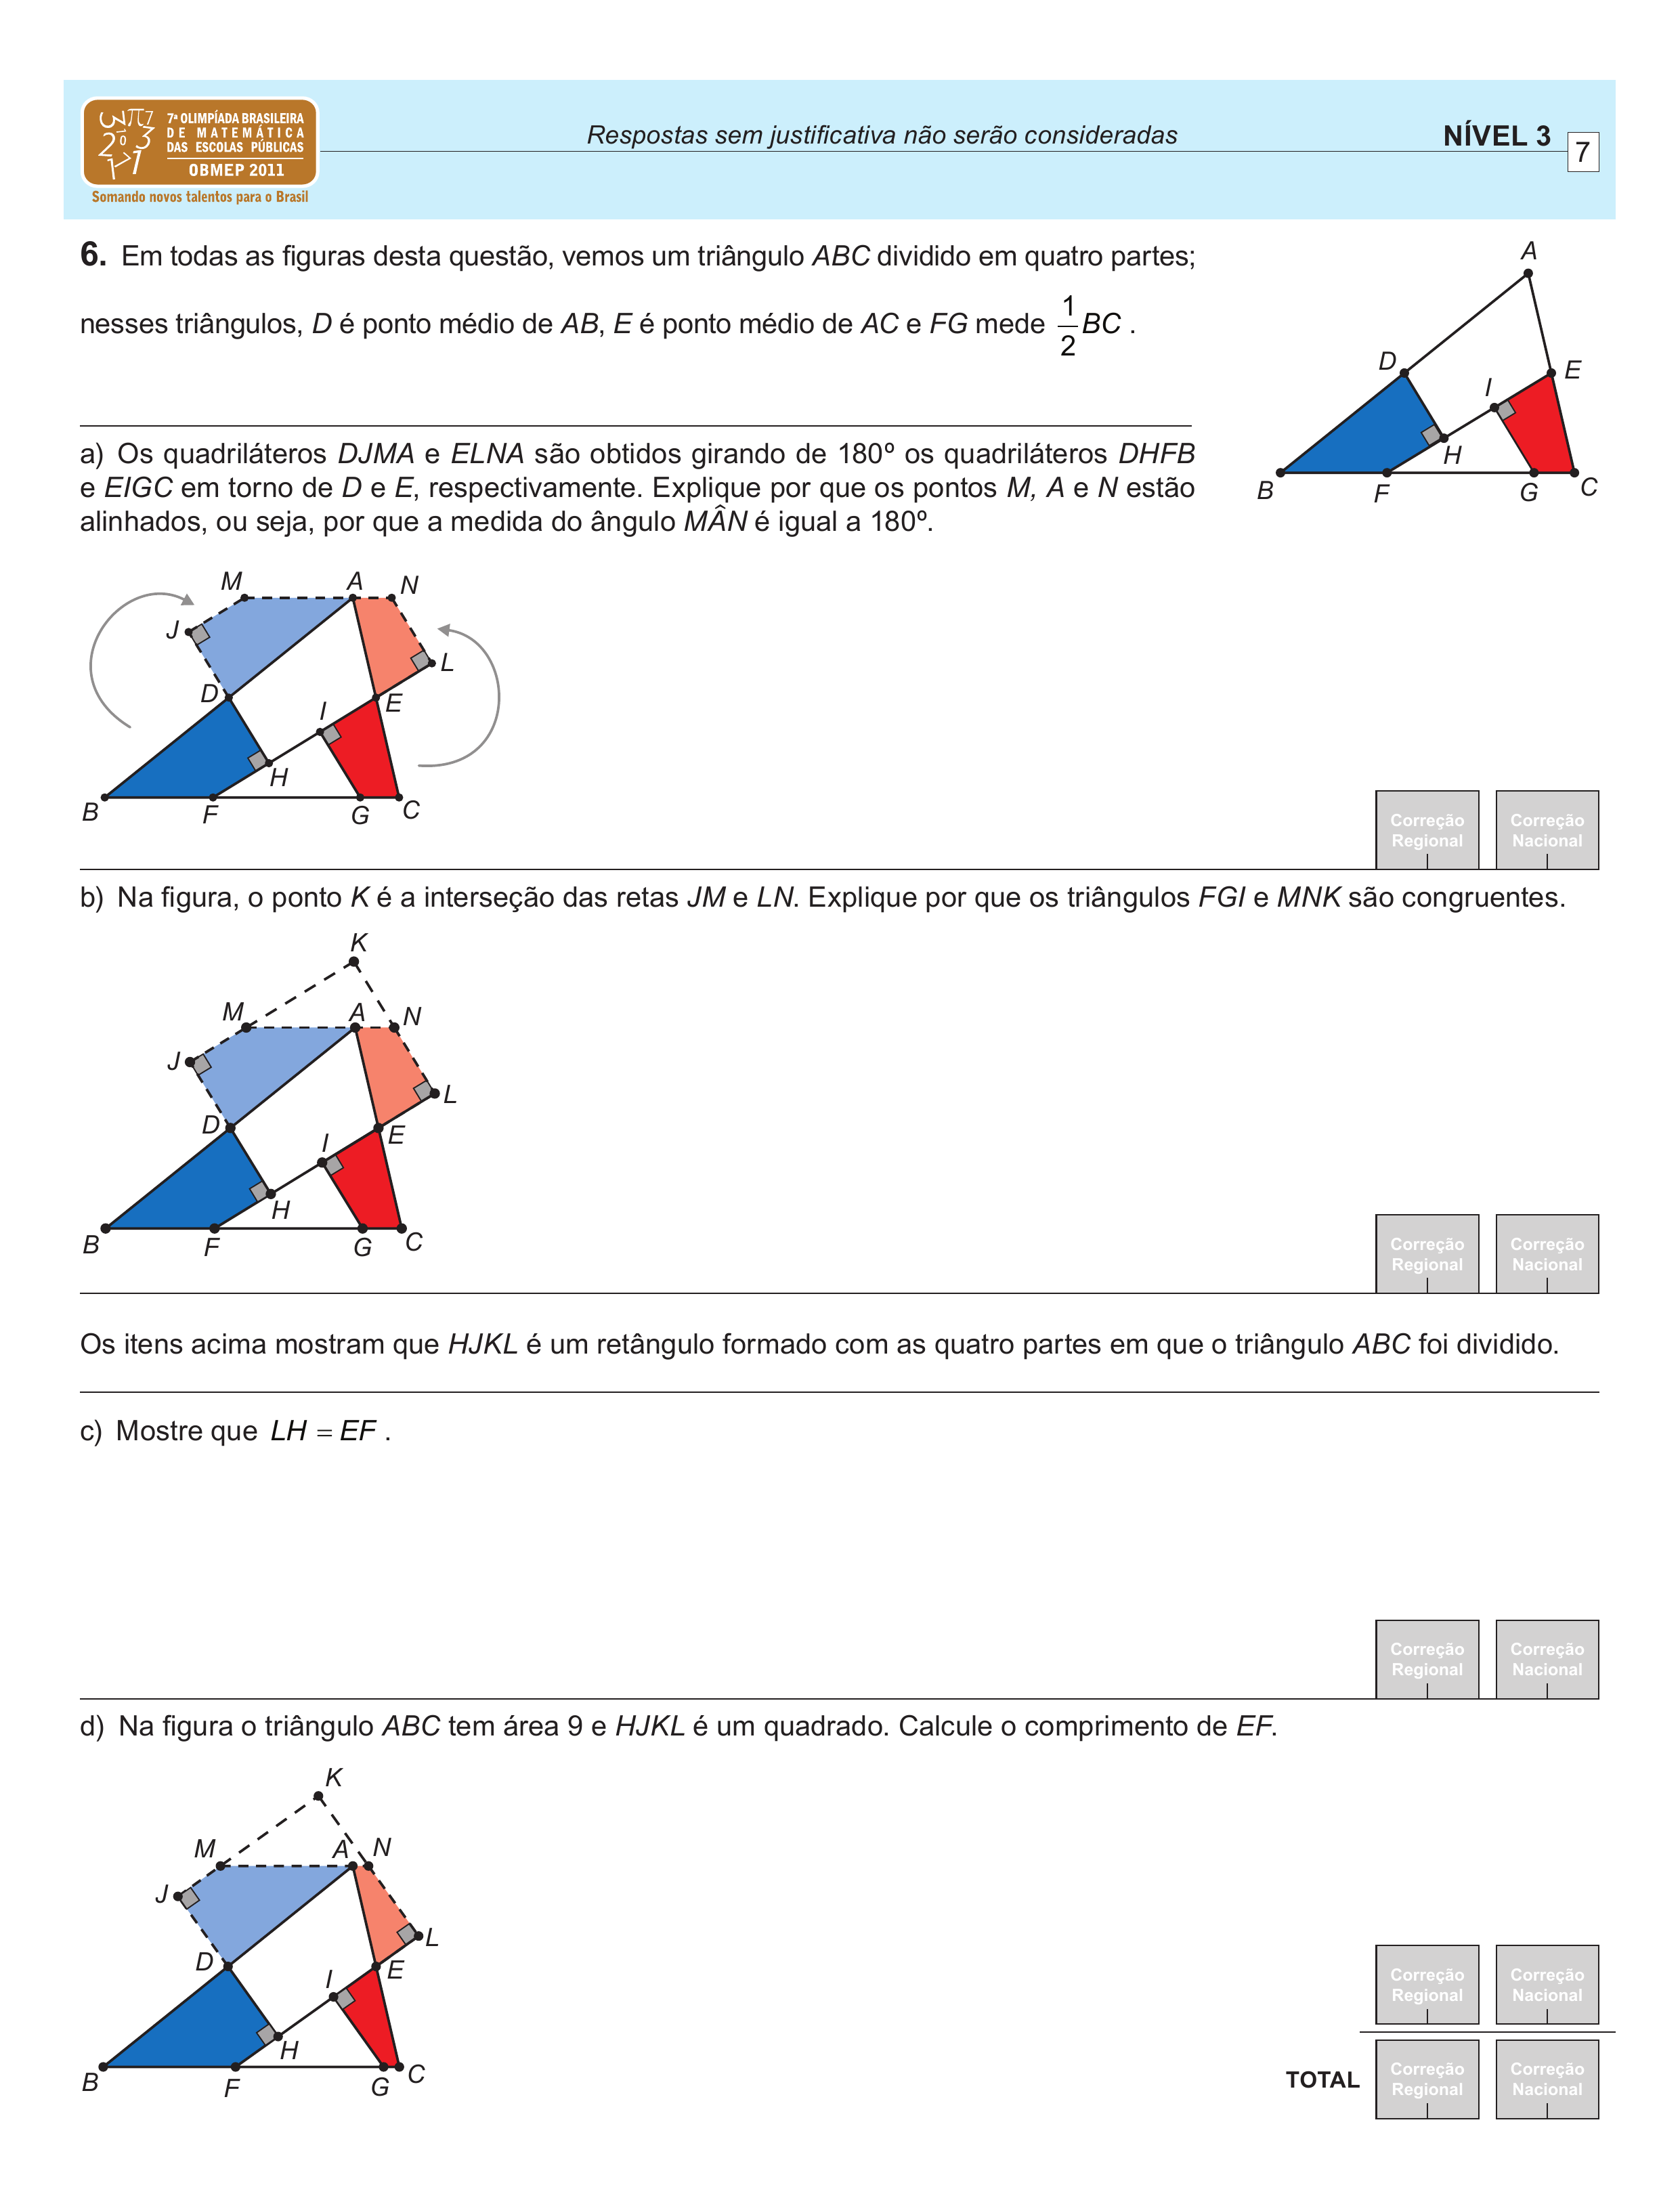 7ª OLIMPÍADA BRASILEIRA
DE MATEMÁTICA
DAS ESCOLAS PÚBLICAS
OBMEP 2011
Somando novos talentos para o Brasil
Respostas sem justificativa não serão consideradas
NÍVEL 3
7
6. Em todas as figuras desta questão, vemos um triângulo ABC dividido em quatro partes;
nesses triângulos, D é ponto médio de AB, E é ponto médio de AC e FG mede 1/2 BC .
A
D
E
I
H
B
F
G
C
a) Os quadriláteros DJMA e ELNA são obtidos girando de 180º os quadriláteros DHFB
e EIGC em torno de D e E, respectivamente. Explique por que os pontos M, A e N estão
alinhados, ou seja, por que a medida do ângulo MÂN é igual a 180º.
M
A
N
J
L
D
E
I
H
B
F
G
C
Correção
Regional
Correção
Nacional
b) Na figura, o ponto K é a interseção das retas JM e LN. Explique por que os triângulos FGI e MNK são congruentes.
K
M
A
N
J
L
D
E
I
H
B
F
G
C
Correção
Regional
Correção
Nacional
Os itens acima mostram que HJKL é um retângulo formado com as quatro partes em que o triângulo ABC foi dividido.
c) Mostre que LH = EF .
Correção
Regional
Correção
Nacional
d) Na figura o triângulo ABC tem área 9 e HJKL é um quadrado. Calcule o comprimento de EF.
K
M
A
N
J
L
D
E
I
H
B
F
G
C
Correção
Regional
Correção
Nacional
TOTAL
Correção
Regional
Correção
Nacional